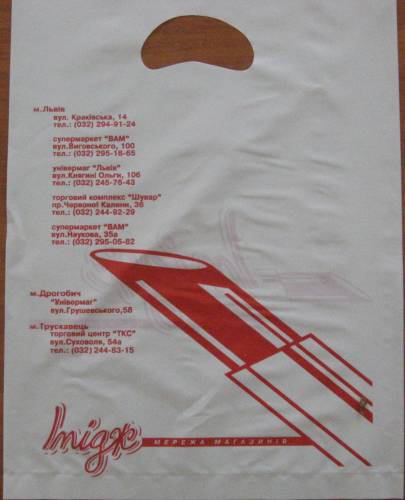 м.Львів
вул. Краківська, 14
тел.: (032) 294-91-24
супермаркет "ВАМ"
вул.Виговського, 100
тел.: (032) 295-18-65
універмаг "Львів"
вул.Княгині Ольги, 106
тел.: (032) 245-76-43
торговий комплекс "Шувар"
пр.Червоної Калини, 36
тел.: (032) 244-92-29
супермаркет "ВАМ"
вул.Наукова, 35а
тел.: (032) 295-05-82
м.Дрогобич
"Універмаг"
вул.Грушевського,58
м.Трускавець
торговий центр "ТКС"
вул.Суховоля, 54а
тел.: (032) 244-83-15
Імідж
МЕРЕЖА МАГАЗИНІВ